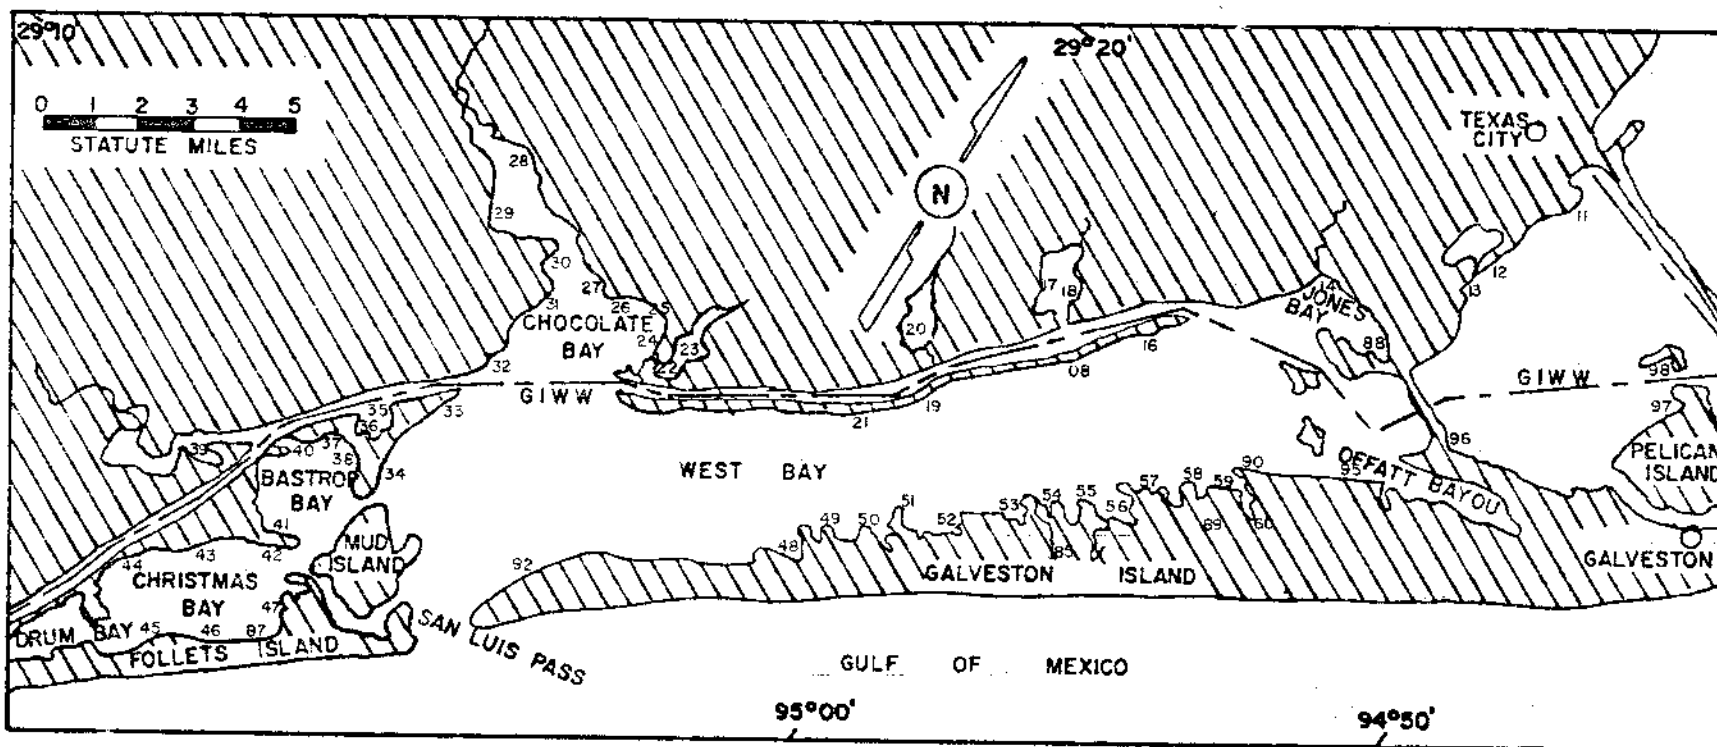 29°10'
29°20'
0 1 2 3 4 5
STATUTE MILES
TEXAS
CITY
N
28
29
30
27
31
26
25
CHOCOLATE
BAY
24
23
22
32
GIWW
33
35
36
37
38
34
39
40
BASTROP
BAY
41
42
43
44
CHRISTMAS
BAY
MUD
ISLAND
47
DRUM BAY
45
46
87
FOLLETS ISLAND
SAN LUIS PASS
17
18
20
19
21
08
16
14
JONES
BAY
88
13
12
11
GIWW
98
97
96
PELICAN
ISLAND
OFFATT BAYOU
95
90
WEST BAY
92
48
49
50
51
52
53
54
55
56
57
58
59
89
60
85
GALVESTON ISLAND
GALVESTON
GULF OF MEXICO
95°00'
94°50'